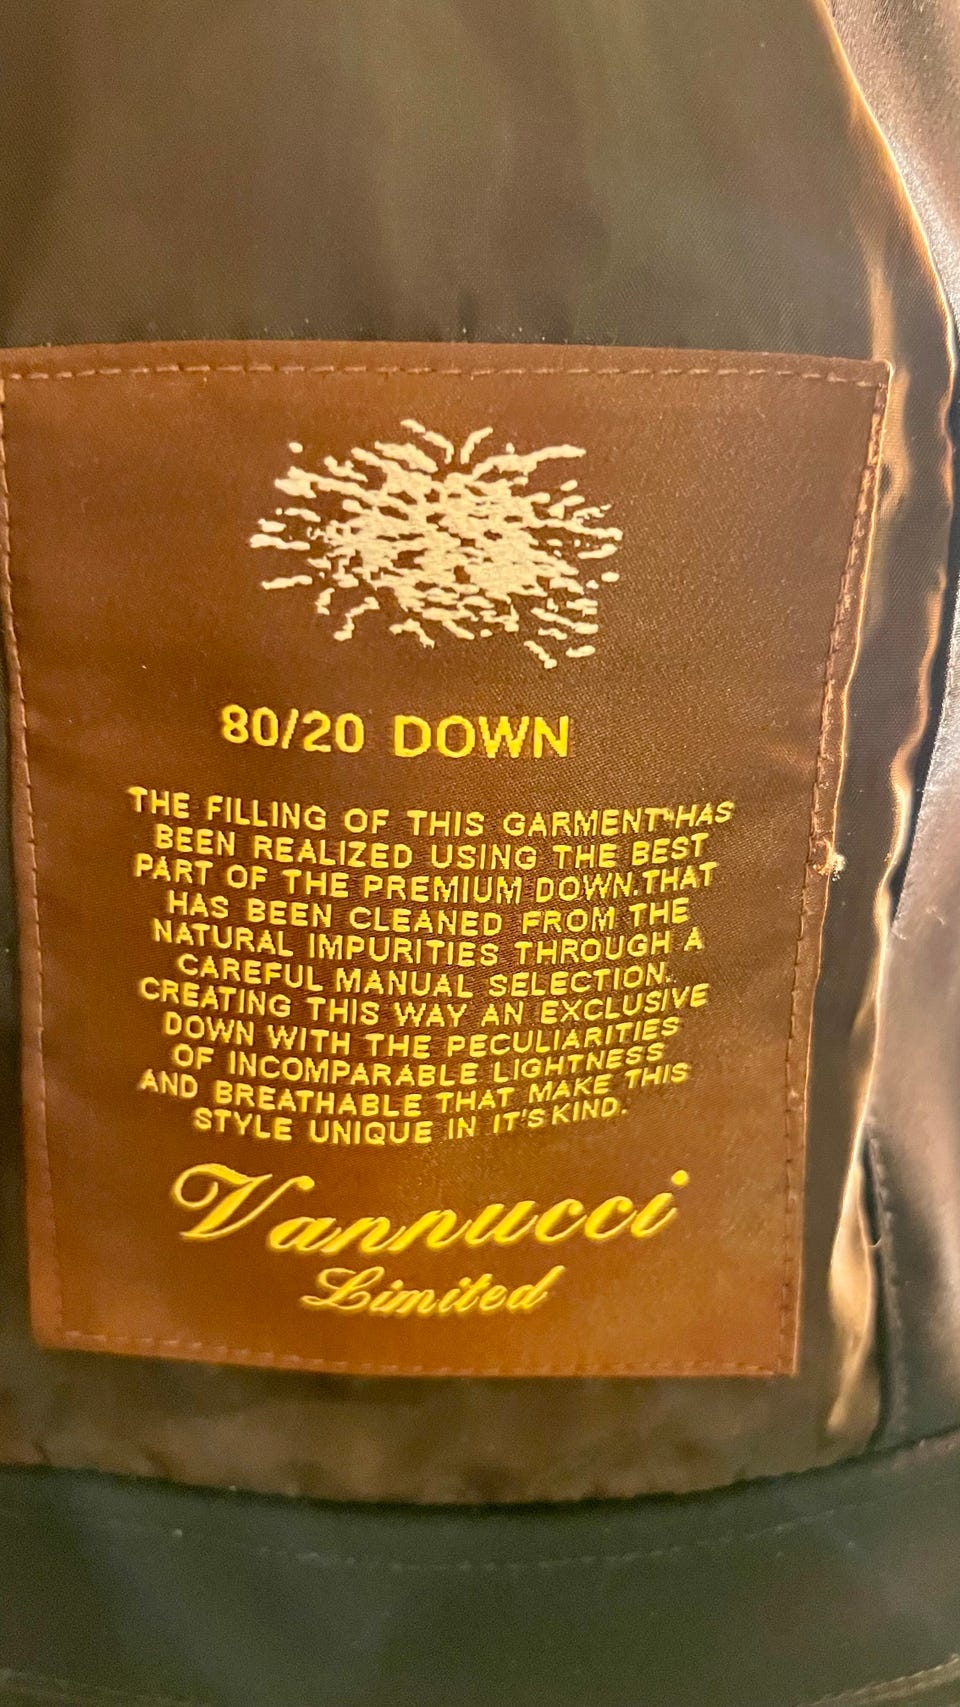 80/20 DOWN
THE FILLING OF THIS GARMENT HAS
BEEN REALIZED USING THE BEST
PART OF THE PREMIUM DOWN.THAT
HAS BEEN CLEANED FROM THE
NATURAL IMPURITIES THROUGH A
CAREFUL MANUAL SELECTION.
CREATING THIS WAY AN EXCLUSIVE
DOWN WITH THE PECULIARITIES
OF INCOMPARABLE LIGHTNESS
AND BREATHABLE THAT MAKE THIS
STYLE UNIQUE IN IT'S KIND.
Vannucci
Limited